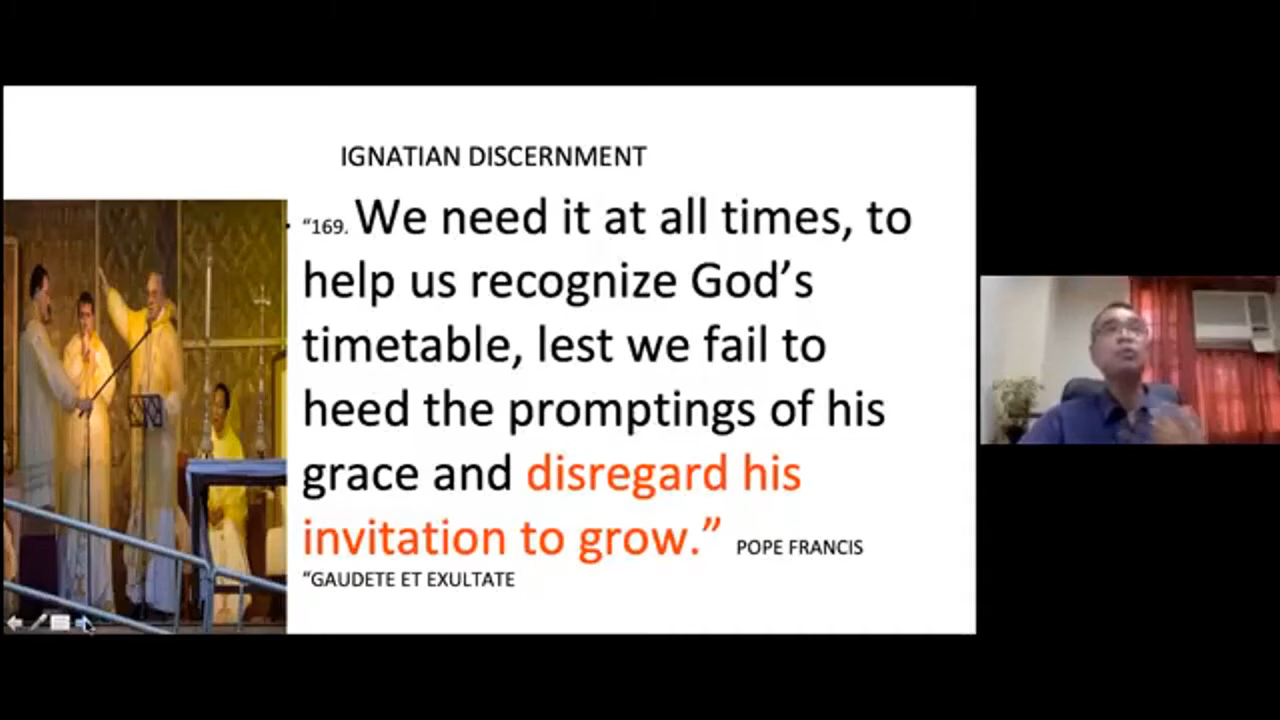 IGNATIAN DISCERNMENT
“169. We need it at all times, to
help us recognize God’s
timetable, lest we fail to
heed the promptings of his
grace and disregard his
invitation to grow.” POPE FRANCIS
“GAUDETE ET EXULTATE